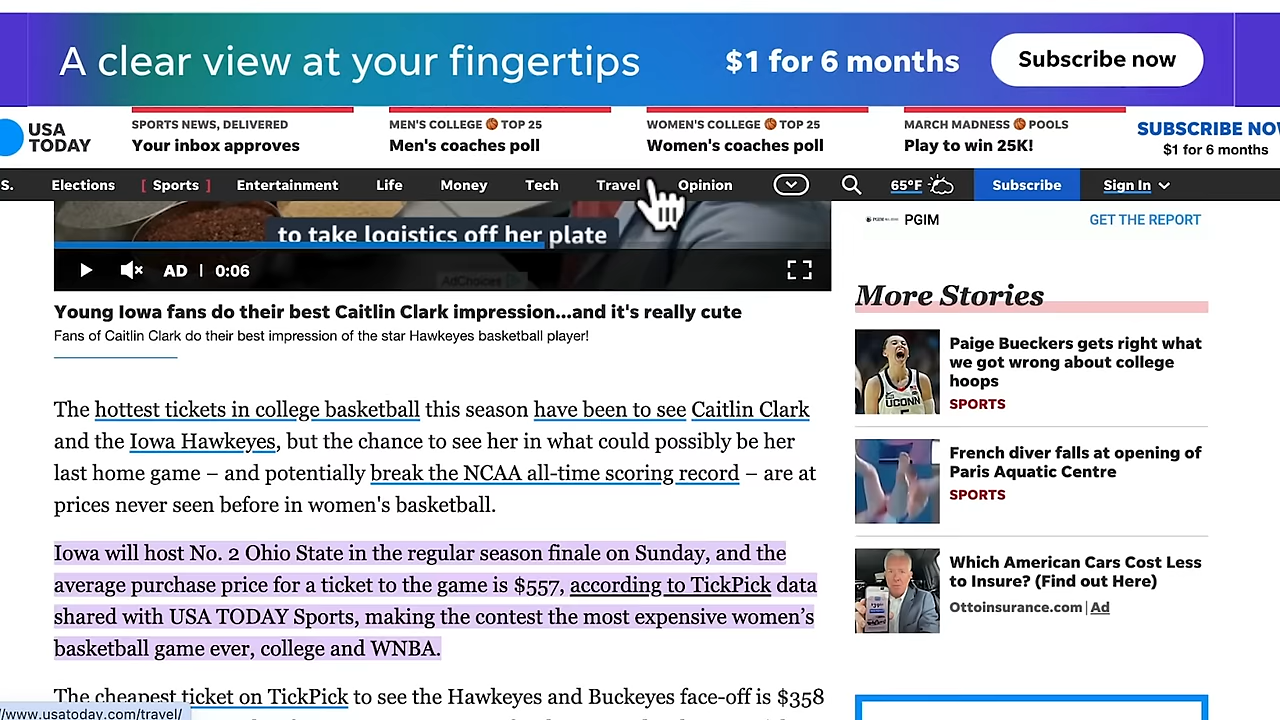 A clear view at your fingertips
$1 for 6 months
Subscribe now
USA
TODAY
SPORTS NEWS, DELIVERED
Your inbox approves
MEN'S COLLEGE 🏀 TOP 25
Men's coaches poll
WOMEN'S COLLEGE 🏀 TOP 25
Women's coaches poll
MARCH MADNESS 🏀 POOLS
Play to win 25K!
SUBSCRIBE NOW
$1 for 6 months
S.
Elections
[ Sports ]
Entertainment
Life
Money
Tech
Travel
Opinion
65°F
Subscribe
Sign In
to take logistics off her plate
AD | 0:06
AdChoices
Young Iowa fans do their best Caitlin Clark impression...and it's really cute
Fans of Caitlin Clark do their best impression of the star Hawkeyes basketball player!
The hottest tickets in college basketball this season have been to see Caitlin Clark
and the Iowa Hawkeyes, but the chance to see her in what could possibly be her
last home game – and potentially break the NCAA all-time scoring record – are at
prices never seen before in women's basketball.
Iowa will host No. 2 Ohio State in the regular season finale on Sunday, and the
average purchase price for a ticket to the game is $557, according to TickPick data
shared with USA TODAY Sports, making the contest the most expensive women's
basketball game ever, college and WNBA.
The cheapest ticket on TickPick to see the Hawkeyes and Buckeyes face-off is $358
//www.usatoday.com/travel/
PGIM
GET THE REPORT
More Stories
Paige Bueckers gets right what
we got wrong about college
hoops
SPORTS
UCONN
French diver falls at opening of
Paris Aquatic Centre
SPORTS
Which American Cars Cost Less
to Insure? (Find out Here)
Ottoinsurance.com | Ad